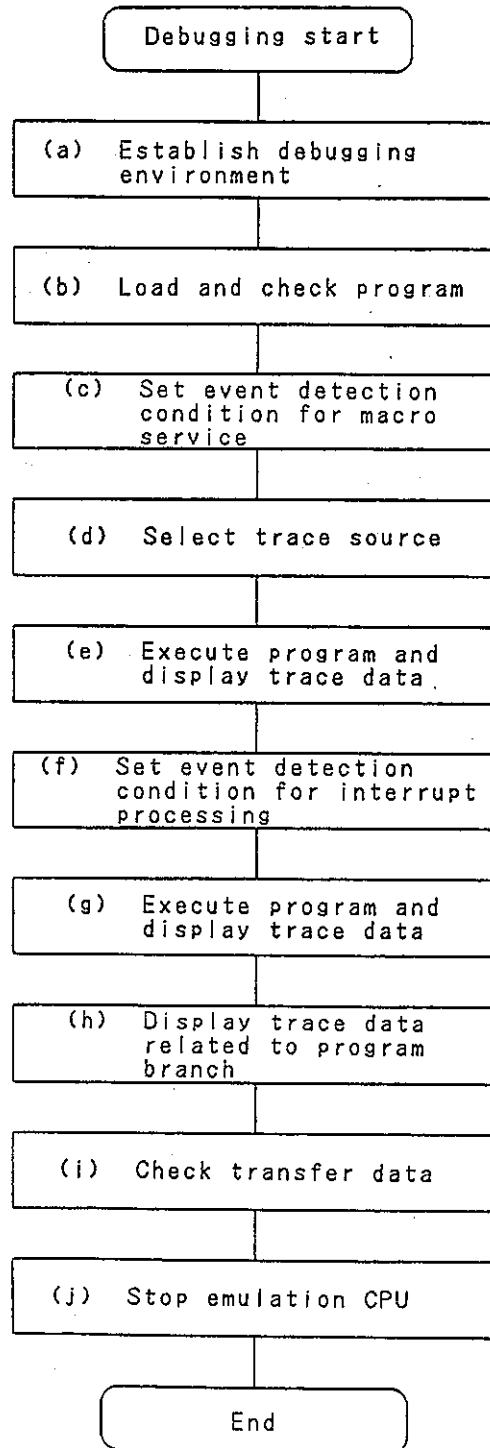 Debugging start
(a) Establish debugging
environment
(b) Load and check program
(c) Set event detection
condition for macro
service
(d) Select trace source
(e) Execute program and
display trace data
(f) Set event detection
condition for interrupt
processing
(g) Execute program and
display trace data
(h) Display trace data
related to program
branch
(i) Check transfer data
(j) Stop emulation CPU
End